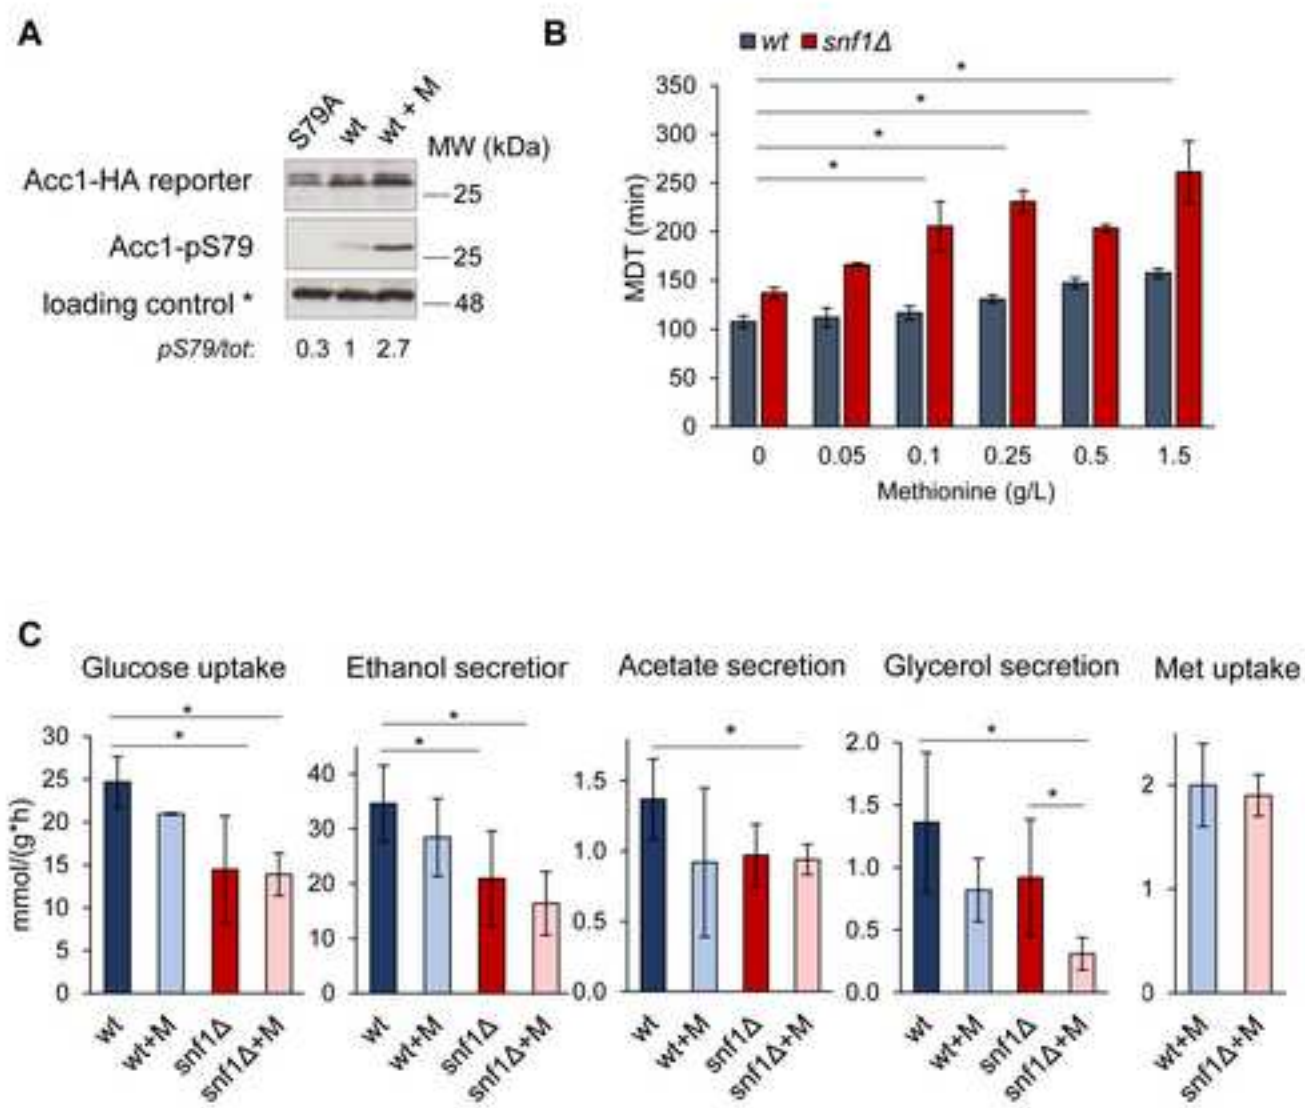 A
S79A wt wt + M
MW (kDa)
Acc1-HA reporter
25
Acc1-pS79
25
loading control *
48
pS79/tot: 0.3 1 2.7
B
wt snf1Δ
*
*
*
*
MDT (min)
350
300
250
200
150
100
50
0
0 0.05 0.1 0.25 0.5 1.5
Methionine (g/L)
C
Glucose uptake
mmol/(g*h)
*
*
30
25
20
15
10
5
0
wt wt+M snf1Δ snf1Δ+M
Ethanol secretior
*
*
40
30
20
10
0
wt wt+M snf1Δ snf1Δ+M
Acetate secretion
*
1.5
1.0
0.5
0.0
wt wt+M snf1Δ snf1Δ+M
Glycerol secretion
*
*
2.0
1.5
1.0
0.5
0.0
wt wt+M snf1Δ snf1Δ+M
Met uptake
2
1
0
wt+M snf1Δ+M